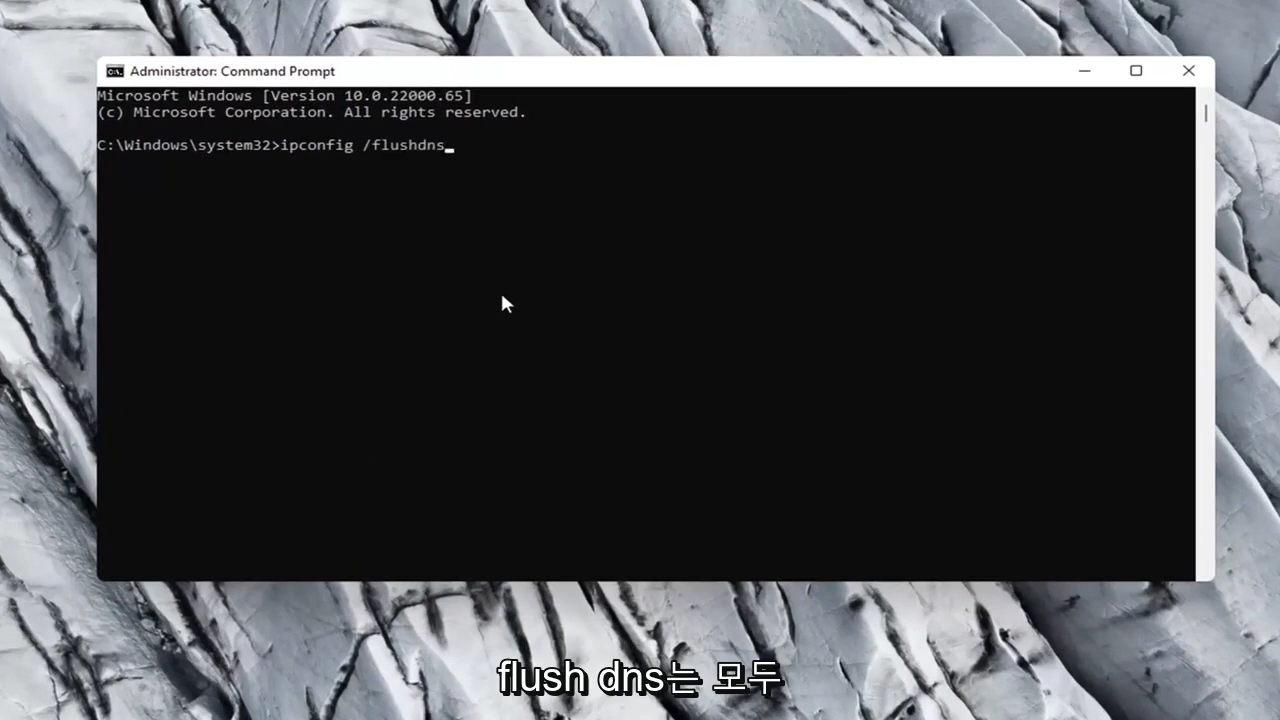 Administrator: Command Prompt
Microsoft Windows [Version 10.0.22000.65]
(c) Microsoft Corporation. All rights reserved.
C:\Windows\system32>ipconfig /flushdns
flush dns는 모두